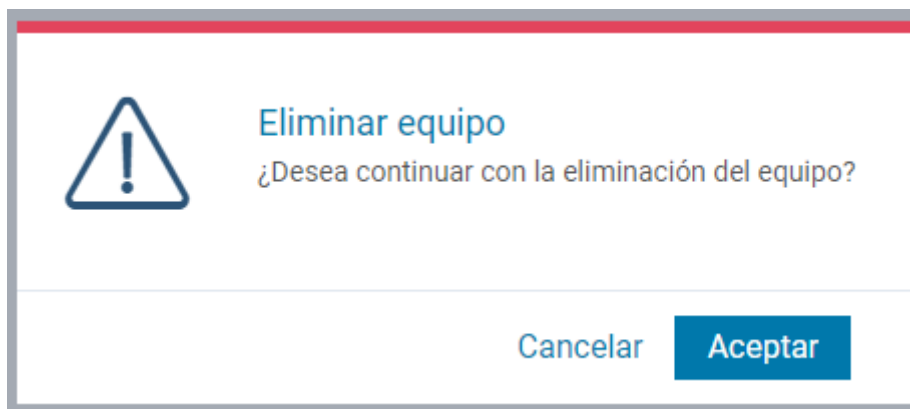 Eliminar equipo
¿Desea continuar con la eliminación del equipo?
Cancelar
Aceptar